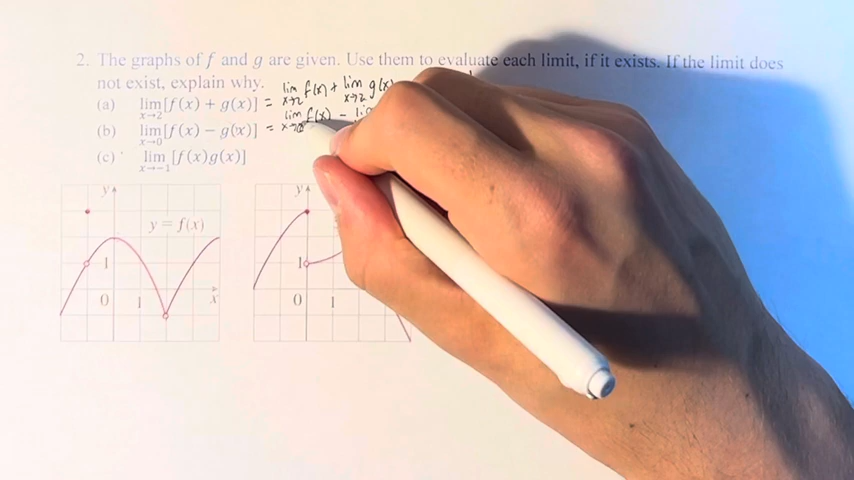 2. The graphs of f and g are given. Use them to evaluate each limit, if it exists. If the limit does
not exist, explain why.
(a) lim x→2 [f(x) + g(x)] = lim x→2 f(x) + lim x→2 g(x)
(b) lim x→0 [f(x) − g(x)] = lim f(x) −
(c) lim x→−1 [f(x)g(x)]
y y
y = f(x)
1 1
0 1 x 0 1